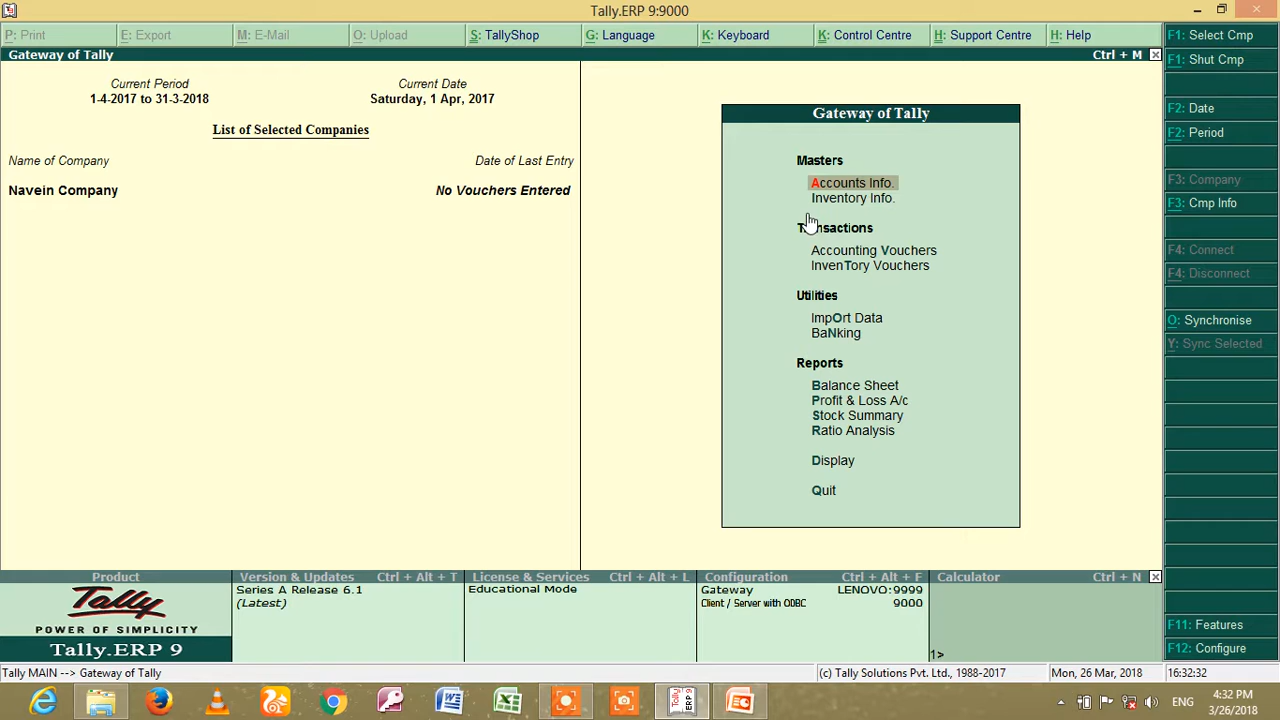 Tally.ERP 9:9000
P: Print
E: Export
M: E-Mail
O: Upload
S: TallyShop
G: Language
K: Keyboard
K: Control Centre
H: Support Centre
H: Help
F1: Select Cmp
Gateway of Tally
Ctrl + M
F1: Shut Cmp
Current Period
Current Date
1-4-2017 to 31-3-2018
Saturday, 1 Apr, 2017
List of Selected Companies
Name of Company
Date of Last Entry
Navein Company
No Vouchers Entered
Gateway of Tally
Masters
Accounts Info.
Inventory Info.
Transactions
Accounting Vouchers
InvenTory Vouchers
Utilities
ImpOrt Data
BaNking
Reports
Balance Sheet
Profit & Loss A/c
Stock Summary
Ratio Analysis
Display
Quit
F2: Date
F2: Period
F3: Company
F3: Cmp Info
F4: Connect
F4: Disconnect
O: Synchronise
Y: Sync Selected
F11: Features
F12: Configure
Product
Tally
POWER OF SIMPLICITY
Tally.ERP 9
Version & Updates Ctrl + Alt + T
Series A Release 6.1
(Latest)
License & Services Ctrl + Alt + L
Educational Mode
Configuration Ctrl + Alt + F
Gateway LENOVO:9999
Client / Server with ODBC 9000
Calculator Ctrl + N
1>
Tally MAIN --> Gateway of Tally
(c) Tally Solutions Pvt. Ltd., 1988-2017
Mon, 26 Mar, 2018
16:32:32
ENG
4:32 PM
3/26/2018